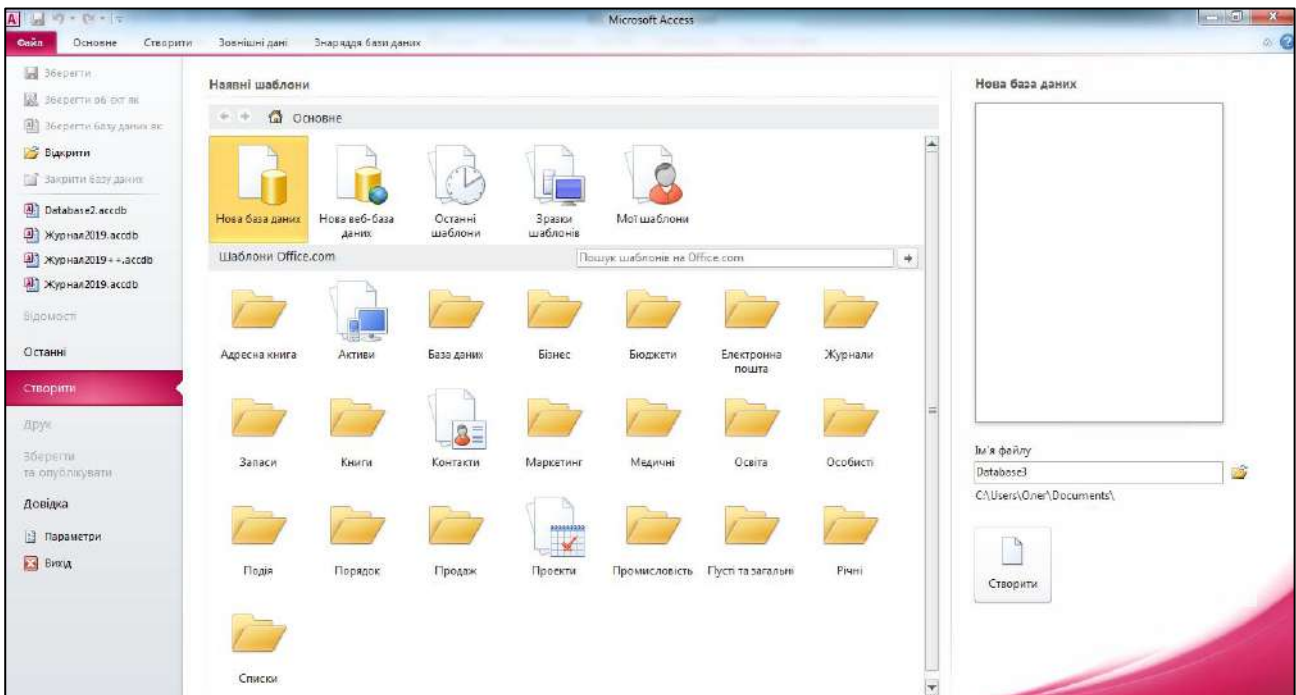 Microsoft Access
Файл Основне Створити Зовнішні дані Знаряддя бази даних
Зберегти
Зберегти об'єкт як
Зберегти базу даних як
Відкрити
Закрити базу даних
Database2.accdb
Журнал2019.accdb
Журнал2019++.accdb
Журнал2019.accdb
Відомості
Останні
Створити
Друк
Зберегти
та опублікувати
Довідка
Параметри
Вихід
Наявні шаблони
Основне
Нова база даних
Нова веб-база
даних
Останні
шаблони
Зразки
шаблонів
Мої шаблони
Шаблони Office.com
Пошук шаблонів на Office.com
Адресна книга
Активи
База даних
Бізнес
Бюджети
Електронна
пошта
Журнали
Запаси
Книги
Контакти
Маркетинг
Медичні
Освіта
Особисті
Подія
Порядок
Продаж
Проекти
Промисловість
Пусті та загальні
Річні
Списки
Нова база даних
Ім'я файлу
Database3
C:\Users\Олег\Documents\
Створити